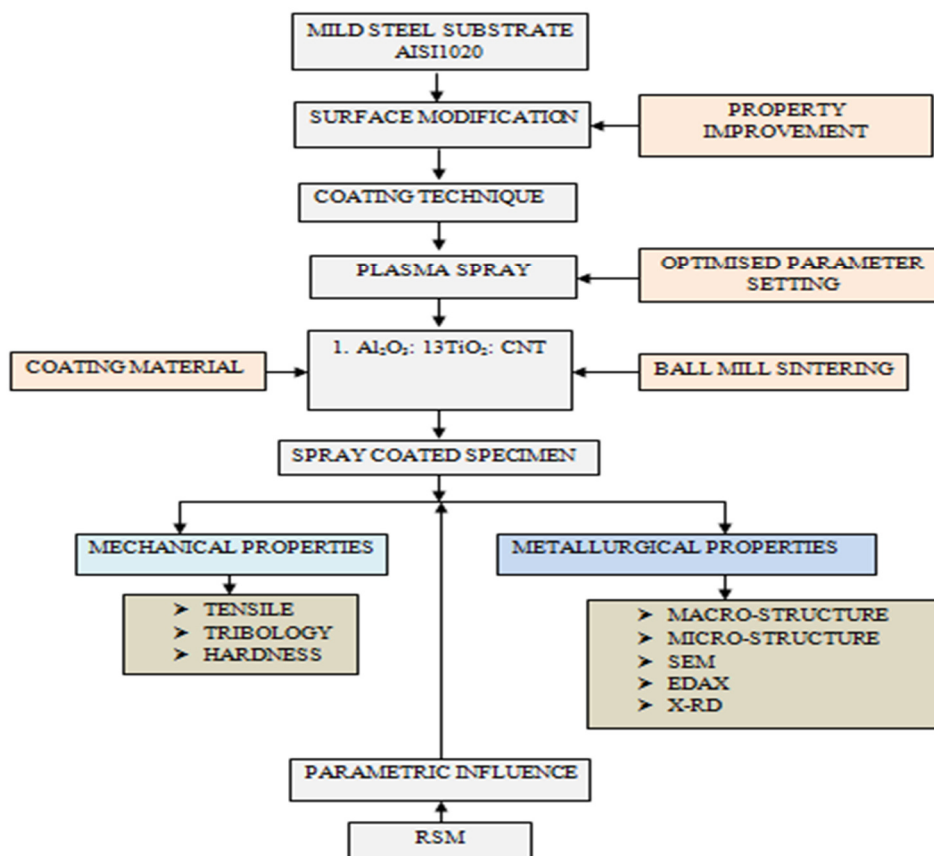 MILD STEEL SUBSTRATE
AISI1020
SURFACE MODIFICATION
PROPERTY
IMPROVEMENT
COATING TECHNIQUE
PLASMA SPRAY
OPTIMISED PARAMETER
SETTING
COATING MATERIAL
1. Al₂O₃: 13TiO₂: CNT
BALL MILL SINTERING
SPRAY COATED SPECIMEN
MECHANICAL PROPERTIES
METALLURGICAL PROPERTIES
➢ TENSILE
➢ TRIBOLOGY
➢ HARDNESS
➢ MACRO-STRUCTURE
➢ MICRO-STRUCTURE
➢ SEM
➢ EDAX
➢ X-RD
PARAMETRIC INFLUENCE
RSM